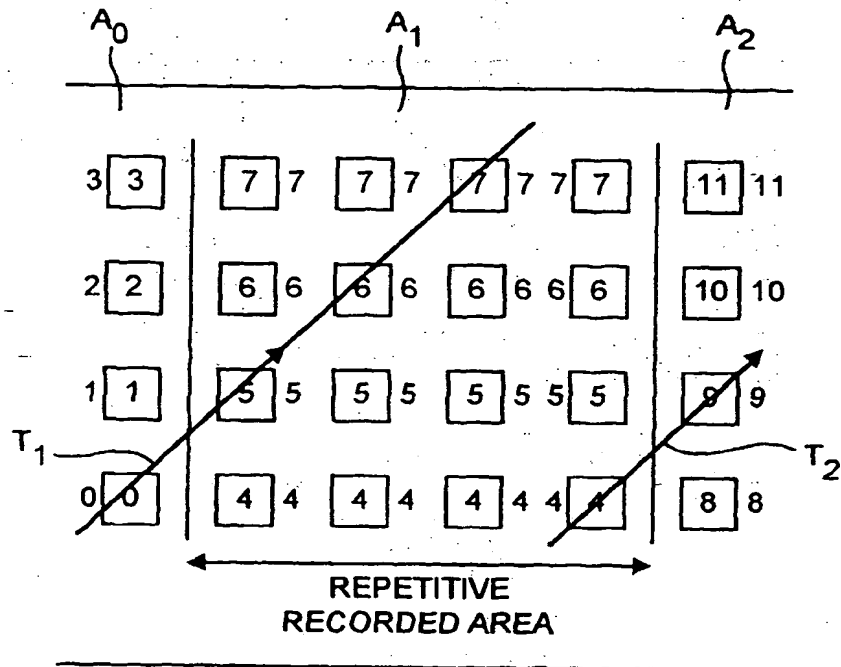 A0 A1 A2
3 3 7 7 7 7 7 7 7 7 11 11
2 2 6 6 6 6 6 6 6 6 10 10
1 1 5 5 5 5 5 5 5 5 9 9
T1 T2
0 0 4 4 4 4 4 4 4 4 8 8
REPETITIVE
RECORDED AREA